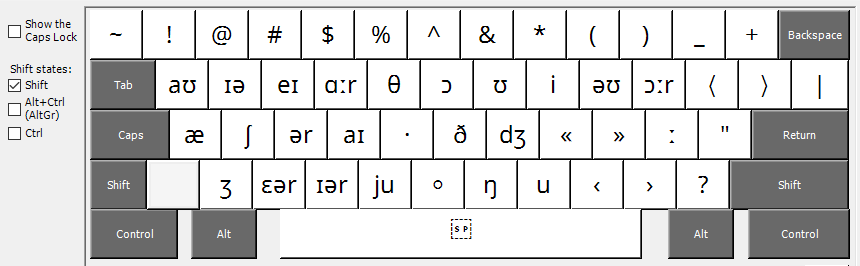 Show the
Caps Lock
Shift states:
Shift
Alt+Ctrl
(AltGr)
Ctrl
~ ! @ # $ % ^ & * ( ) _ + Backspace
Tab aʊ ɪə eɪ ɑːr θ ɔ ʊ i əʊ ɔːr 〈 〉 |
Caps æ ʃ ər aɪ · ð dʒ « » ː " Return
Shift ʒ ɛər ɪər ju ○ ŋ u ‹ › ? Shift
Control Alt SP Alt Control